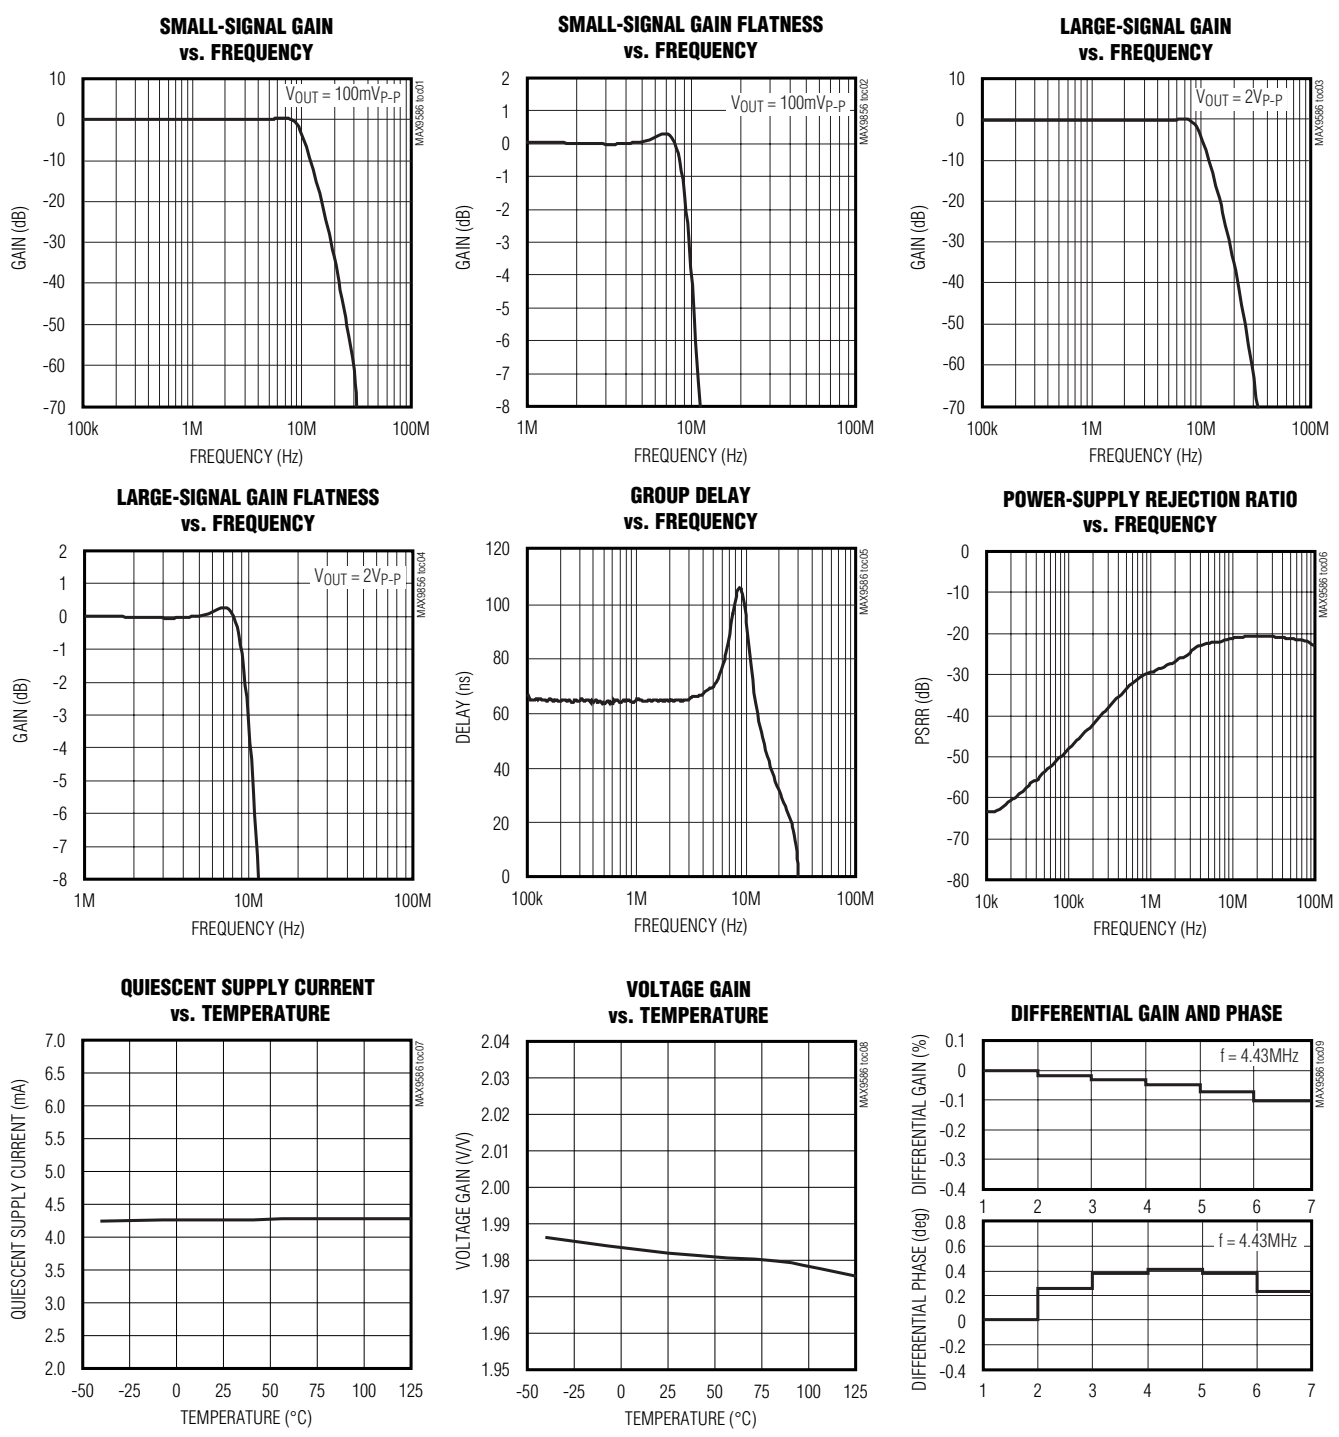 SMALL-SIGNAL GAIN
vs. FREQUENCY
10
0
-10
-20
-30
-40
-50
-60
-70
GAIN (dB)
VOUT = 100mVP-P
MAX9586 toc01
100k
1M
10M
100M
FREQUENCY (Hz)
SMALL-SIGNAL GAIN FLATNESS
vs. FREQUENCY
2
1
0
-1
-2
-3
-4
-5
-6
-7
-8
GAIN (dB)
VOUT = 100mVP-P
MAX9856 toc02
1M
10M
100M
FREQUENCY (Hz)
LARGE-SIGNAL GAIN
vs. FREQUENCY
10
0
-10
-20
-30
-40
-50
-60
-70
GAIN (dB)
VOUT = 2VP-P
MAX9586 toc03
100k
1M
10M
100M
FREQUENCY (Hz)
LARGE-SIGNAL GAIN FLATNESS
vs. FREQUENCY
2
1
0
-1
-2
-3
-4
-5
-6
-7
-8
GAIN (dB)
VOUT = 2VP-P
MAX9856 toc04
1M
10M
100M
FREQUENCY (Hz)
GROUP DELAY
vs. FREQUENCY
120
100
80
60
40
20
0
DELAY (ns)
MAX9586 toc05
100k
1M
10M
100M
FREQUENCY (Hz)
POWER-SUPPLY REJECTION RATIO
vs. FREQUENCY
0
-10
-20
-30
-40
-50
-60
-70
-80
PSRR (dB)
MAX9586 toc06
10k
100k
1M
10M
100M
FREQUENCY (Hz)
QUIESCENT SUPPLY CURRENT
vs. TEMPERATURE
7.0
6.5
6.0
5.5
5.0
4.5
4.0
3.5
3.0
2.5
2.0
QUIESCENT SUPPLY CURRENT (mA)
MAX9586 toc07
-50
-25
0
25
50
75
100
125
TEMPERATURE (°C)
VOLTAGE GAIN
vs. TEMPERATURE
2.04
2.03
2.02
2.01
2.00
1.99
1.98
1.97
1.96
1.95
VOLTAGE GAIN (V/V)
MAX9586 toc08
-50
-25
0
25
50
75
100
125
TEMPERATURE (°C)
DIFFERENTIAL GAIN AND PHASE
0.1
0
-0.1
-0.2
-0.3
-0.4
DIFFERENTIAL GAIN (%)
f = 4.43MHz
MAX9586 toc09
1
2
3
4
5
6
7
0.8
0.6
0.4
0.2
0
-0.2
-0.4
DIFFERENTIAL PHASE (deg)
f = 4.43MHz
1
2
3
4
5
6
7